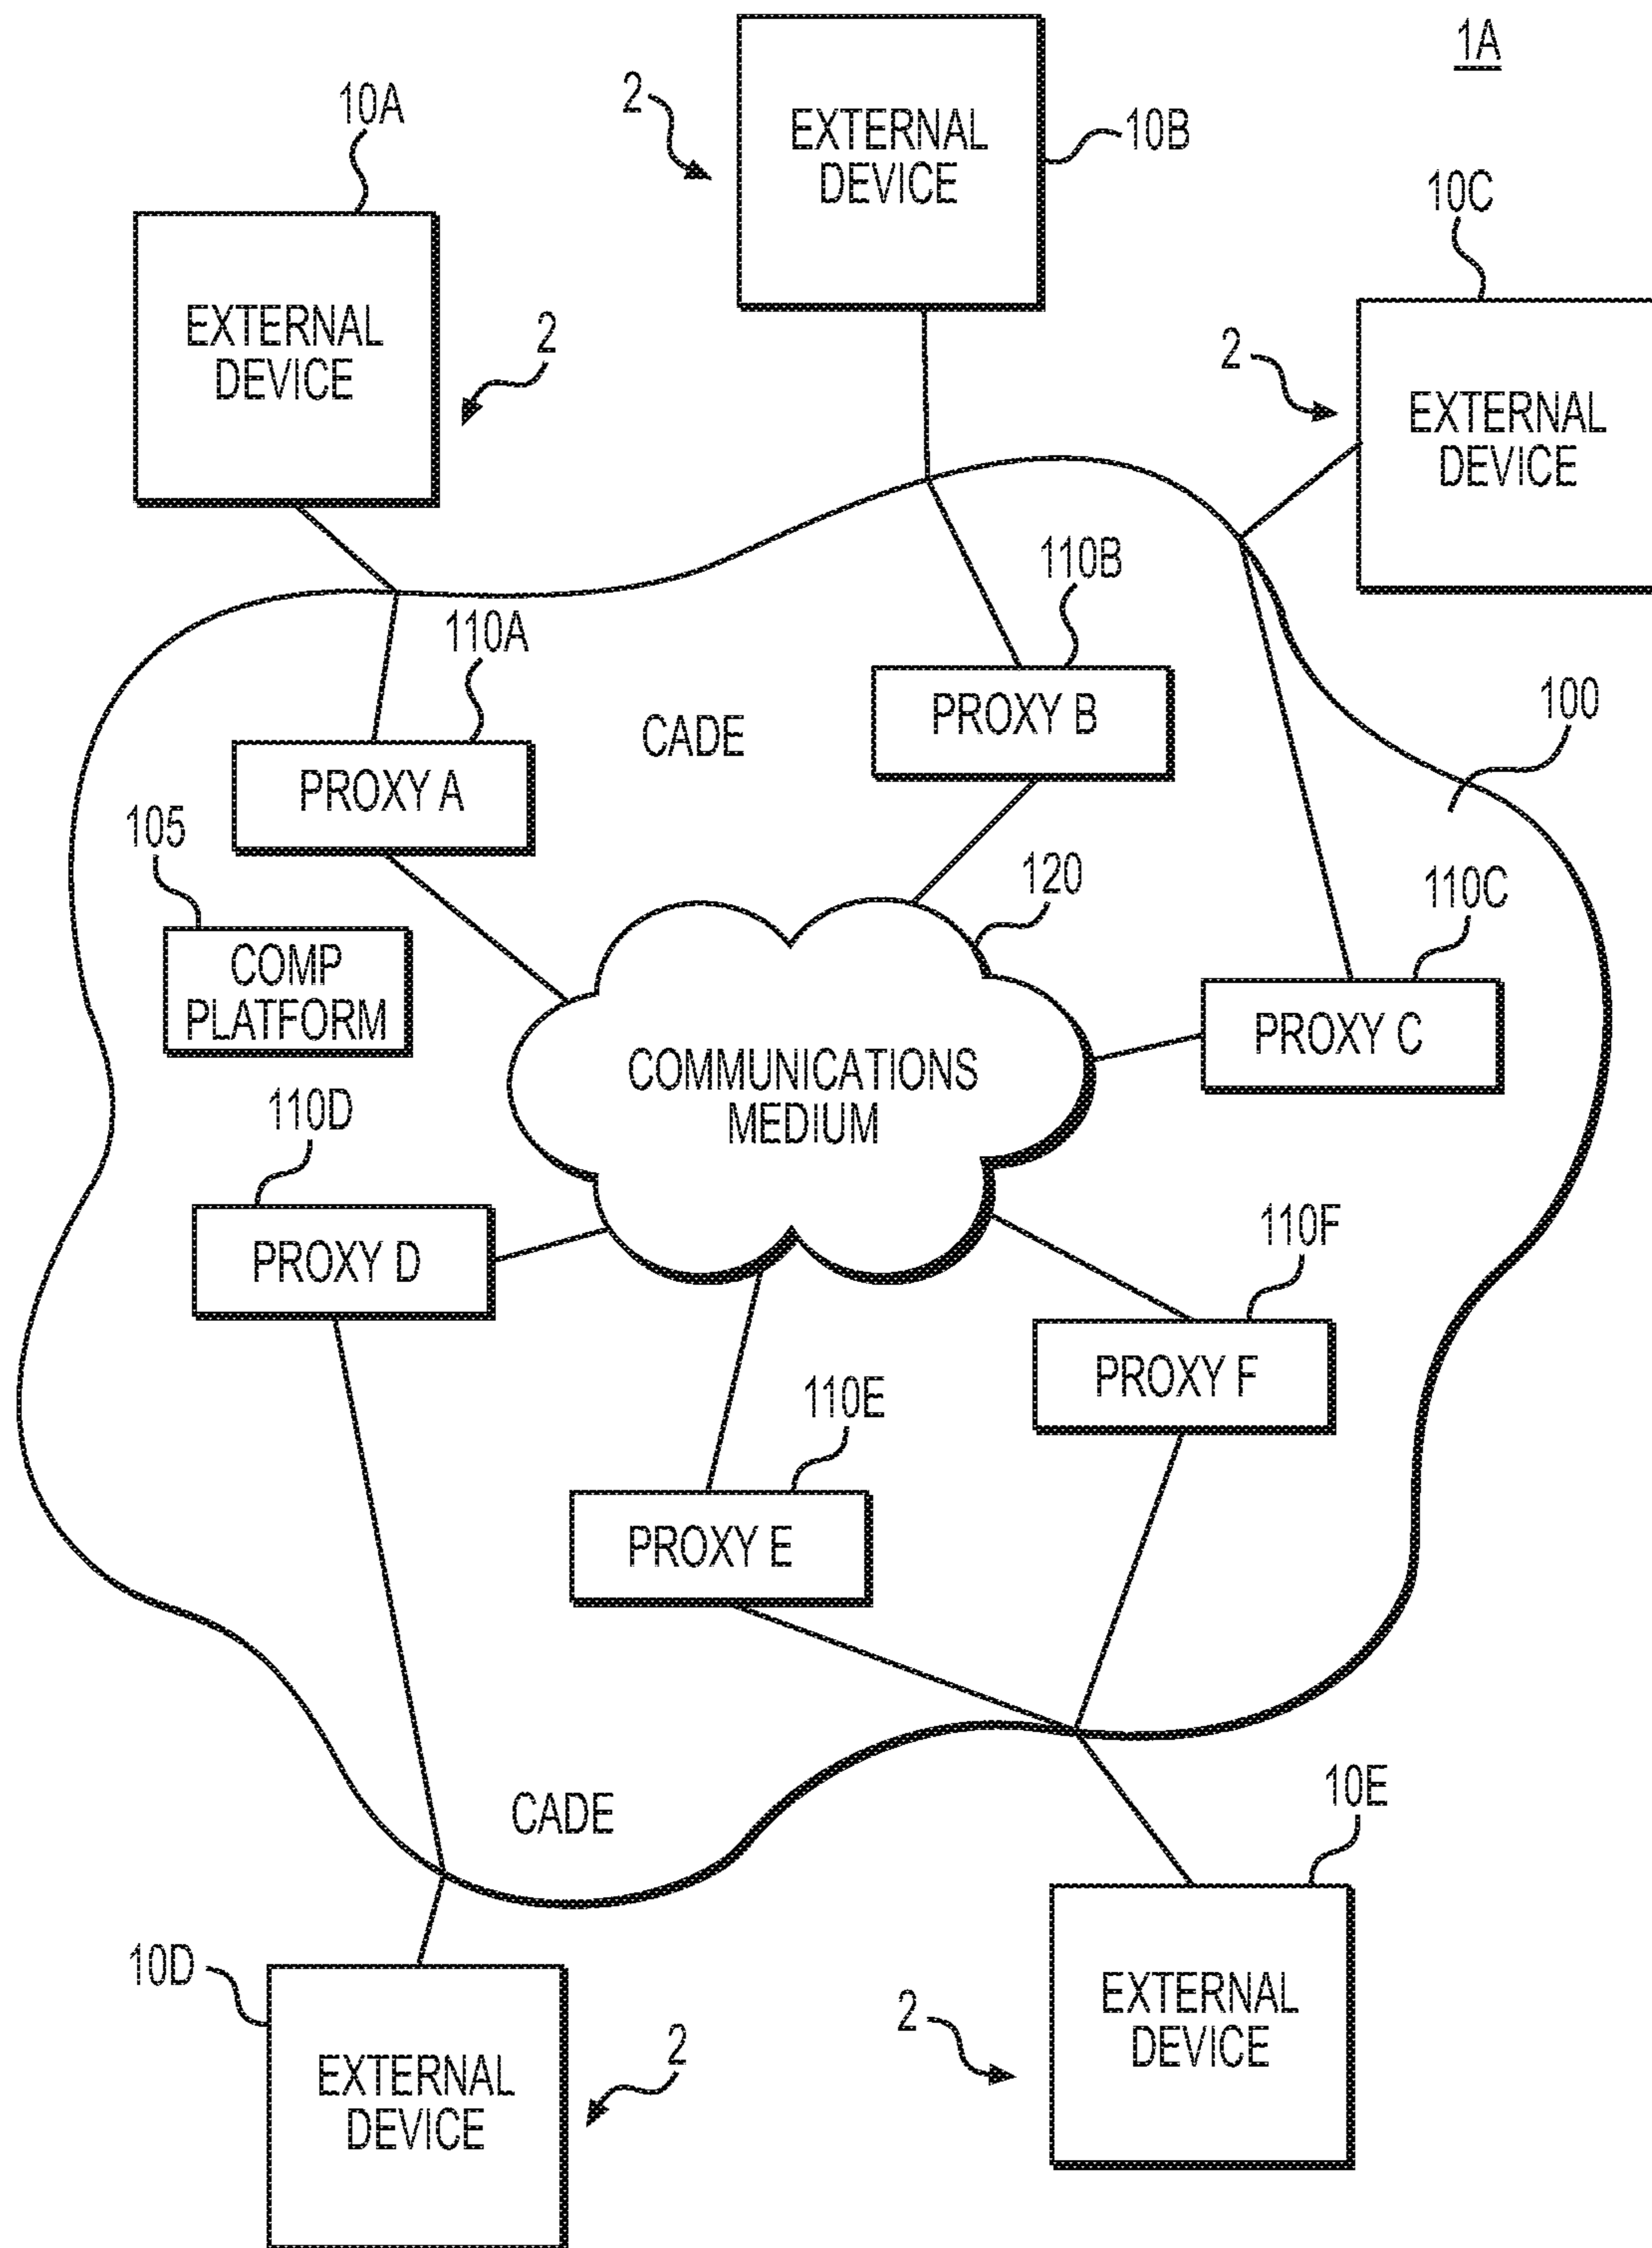 1A
10A
2
EXTERNAL
DEVICE
10B
10C
EXTERNAL
DEVICE
2
2
EXTERNAL
DEVICE
110B
110A
PROXY B
100
CADE
PROXY A
105
120
110C
COMP
PLATFORM
PROXY C
COMMUNICATIONS
MEDIUM
110D
110F
PROXY D
PROXY F
110E
PROXY E
10E
CADE
10D
EXTERNAL
DEVICE
2
2
EXTERNAL
DEVICE